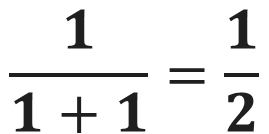 1/(1 + 1) = 1/2